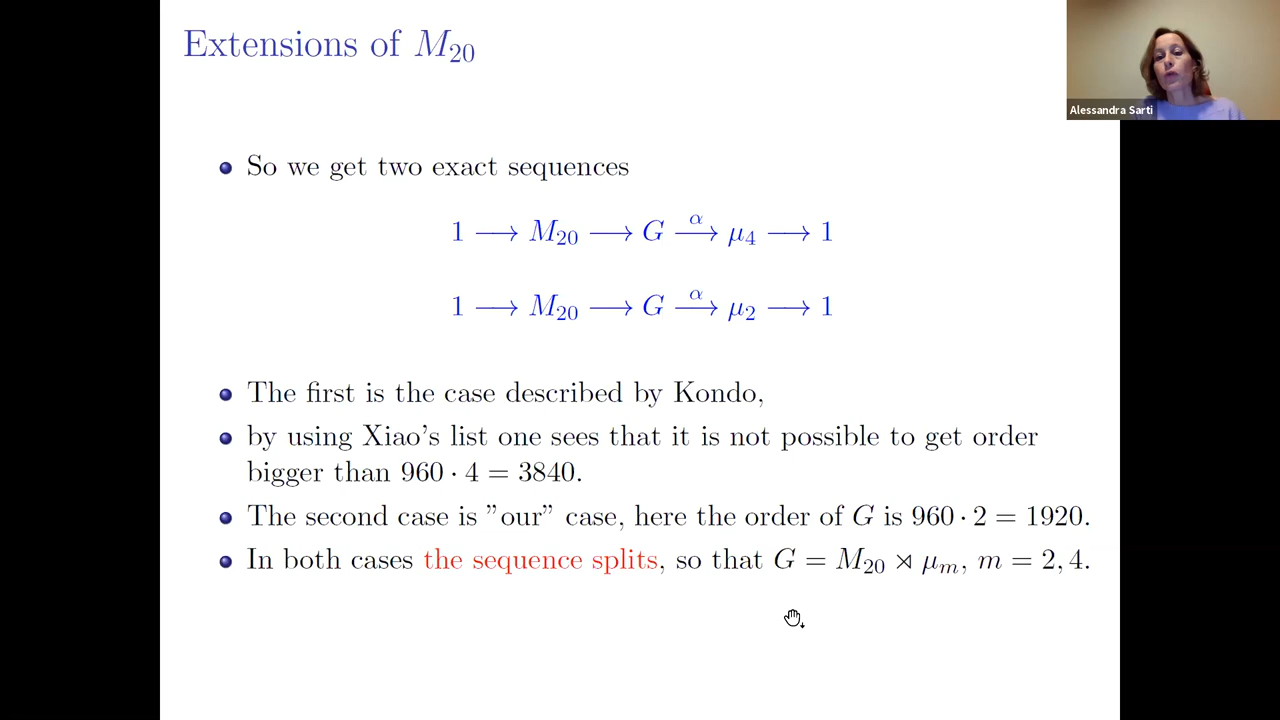 Extensions of M₂₀
Alessandra Sarti
So we get two exact sequences
1 ⟶ M₂₀ ⟶ G ⟶^α μ₄ ⟶ 1
1 ⟶ M₂₀ ⟶ G ⟶^α μ₂ ⟶ 1
The first is the case described by Kondo,
by using Xiao's list one sees that it is not possible to get order
bigger than 960 · 4 = 3840.
The second case is "our" case, here the order of G is 960 · 2 = 1920.
In both cases the sequence splits, so that G = M₂₀ ⋊ μₘ, m = 2, 4.